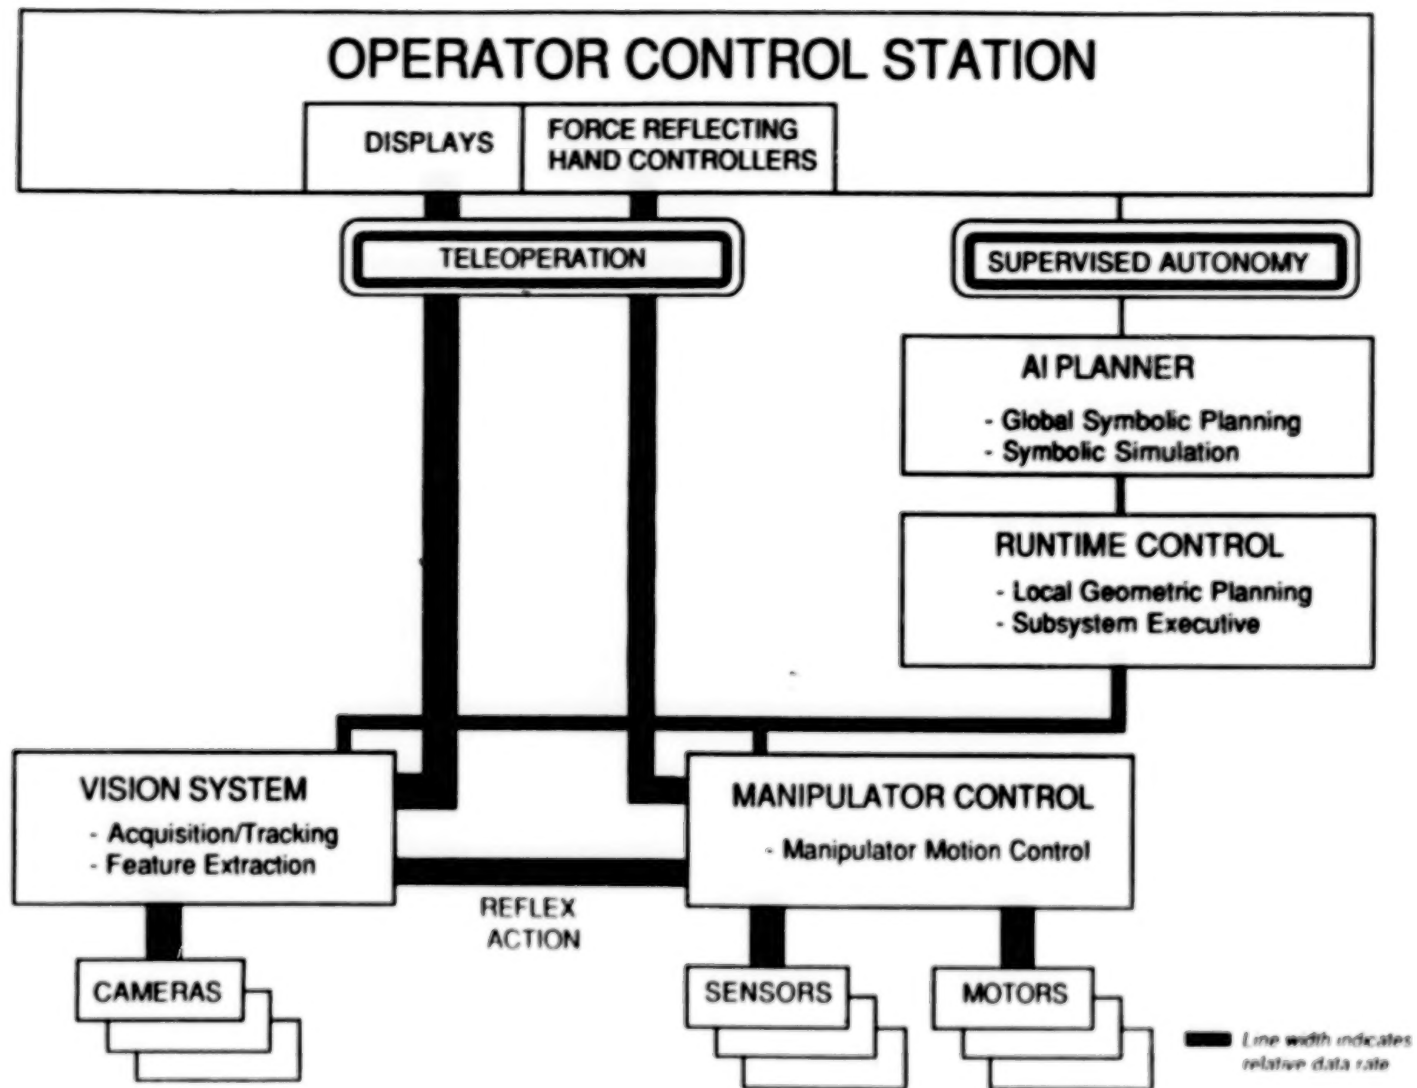 OPERATOR CONTROL STATION
DISPLAYS
FORCE REFLECTING
HAND CONTROLLERS
TELEOPERATION
SUPERVISED AUTONOMY
AI PLANNER
- Global Symbolic Planning
- Symbolic Simulation
RUNTIME CONTROL
- Local Geometric Planning
- Subsystem Executive
VISION SYSTEM
- Acquisition/Tracking
- Feature Extraction
MANIPULATOR CONTROL
- Manipulator Motion Control
REFLEX
ACTION
CAMERAS
SENSORS
MOTORS
Line width indicates
relative data rate